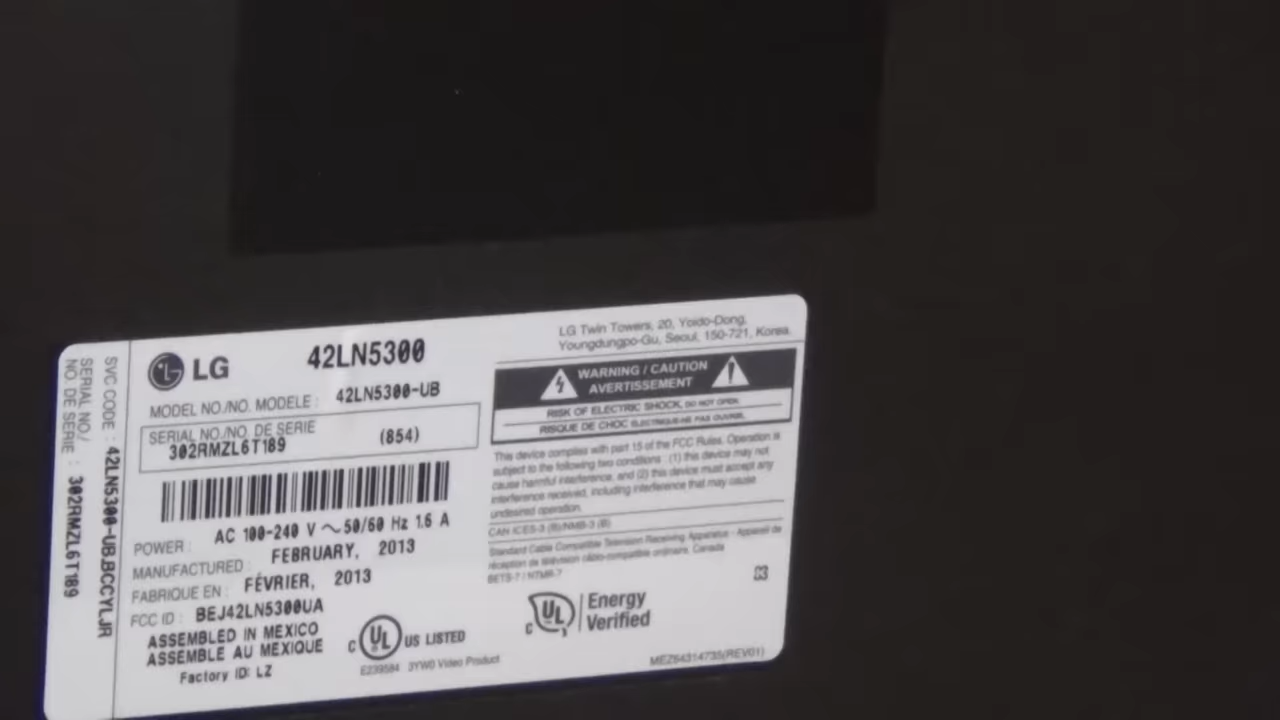 LG
42LN5300
MODEL NO./NO. MODELE : 42LN5300-UB
SERIAL NO./NO. DE SERIE
302RMZL6T189 (854)
POWER : AC 100-240 V ～50/60 Hz 1.6 A
MANUFACTURED : FEBRUARY, 2013
FABRIQUE EN : FÉVRIER, 2013
FCC ID : BEJ42LN5300UA
ASSEMBLED IN MEXICO
ASSEMBLE AU MEXIQUE
Factory ID: LZ
C UL US LISTED
E239584 3YW0 Video Product
LG Twin Towers, 20, Yoido-Dong,
Youngdungpo-Gu, Seoul, 150-721, Korea.
WARNING / CAUTION
AVERTISSEMENT
RISK OF ELECTRIC SHOCK, DO NOT OPEN.
RISQUE DE CHOC ELECTRIQUE-NE PAS OUVRIR.
This device complies with part 15 of the FCC Rules. Operation is
subject to the following two conditions : (1) this device may not
cause harmful interference, and (2) this device must accept any
interference received, including interference that may cause
undesired operation.
CAN ICES-3 (B)/NMB-3 (B)
Standard Cable Compatible Television Receiving Apparatus - Appareil de
réception de télévision câblo-compatible ordinaire, Canada
BETS-7 / NTMR-7
C UL Energy
Verified
MEZ64314735(REV01)
SVC CODE : 42LN5300-UB.BCCYLJR
SERIAL NO./
NO. DE SERIE : 302RMZL6T189